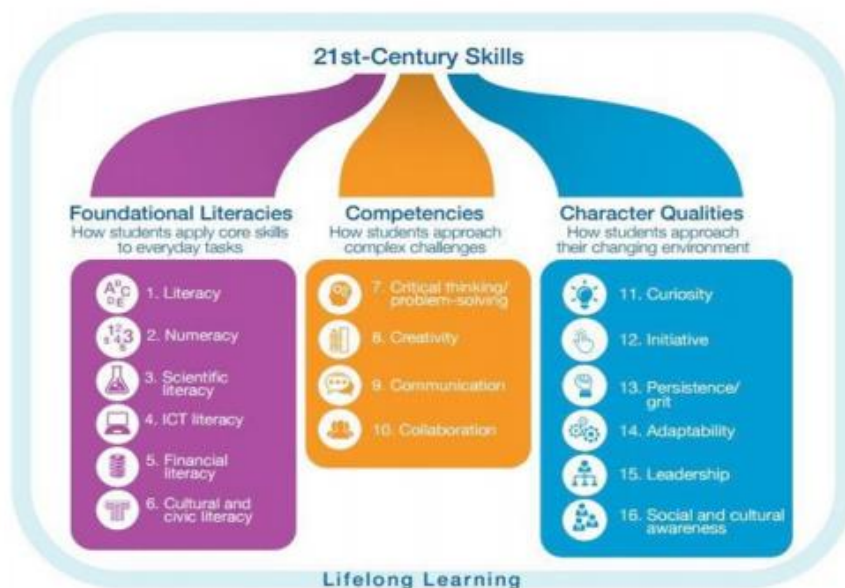 21st-Century Skills
Foundational Literacies
How students apply core skills
to everyday tasks
1. Literacy
2. Numeracy
3. Scientific
literacy
4. ICT literacy
5. Financial
literacy
6. Cultural and
civic literacy
Competencies
How students approach
complex challenges
7. Critical thinking/
problem-solving
8. Creativity
9. Communication
10. Collaboration
Character Qualities
How students approach
their changing environment
11. Curiosity
12. Initiative
13. Persistence/
grit
14. Adaptability
15. Leadership
16. Social and cultural
awareness
Lifelong Learning